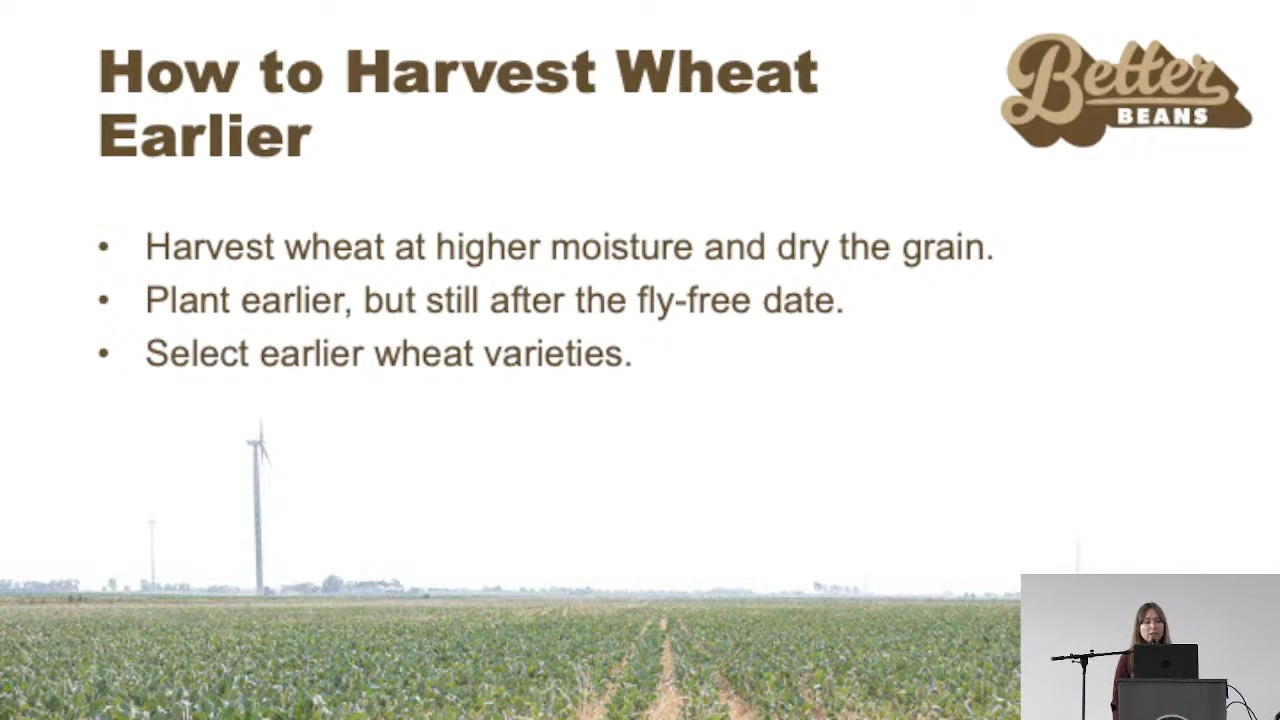 How to Harvest Wheat
Earlier
Better
BEANS
• Harvest wheat at higher moisture and dry the grain.
• Plant earlier, but still after the fly-free date.
• Select earlier wheat varieties.